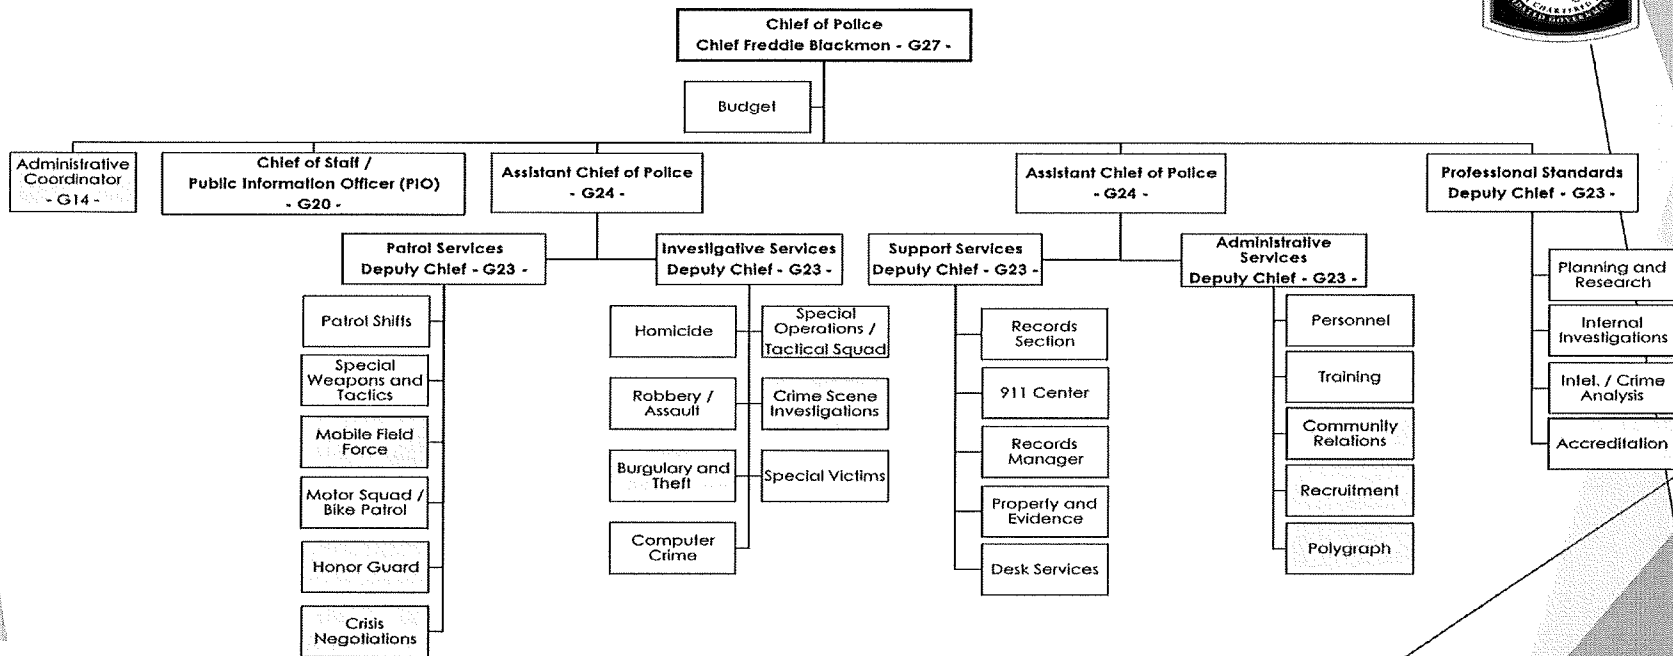 CHARTERED
Chief of Police
Chief Freddie Blackmon - G27 -
Budget
Administrative
Coordinator
- G14 -
Chief of Staff /
Public Information Officer (PIO)
- G20 -
Assistant Chief of Police
- G24 -
Assistant Chief of Police
- G24 -
Professional Standards
Deputy Chief - G23 -
Patrol Services
Deputy Chief - G23 -
Investigative Services
Deputy Chief - G23 -
Support Services
Deputy Chief - G23 -
Administrative
Services
Deputy Chief - G23 -
Patrol Shifts
Special
Weapons and
Tactics
Mobile Field
Force
Motor Squad /
Bike Patrol
Honor Guard
Crisis
Negotiations
Homicide
Robbery /
Assault
Burgulary and
Theft
Computer
Crime
Special
Operations /
Tactical Squad
Crime Scene
Investigations
Special Victims
Records
Section
911 Center
Records
Manager
Property and
Evidence
Desk Services
Personnel
Training
Community
Relations
Recruitment
Polygraph
Planning and
Research
Internal
Investigations
Intel. / Crime
Analysis
Accreditation